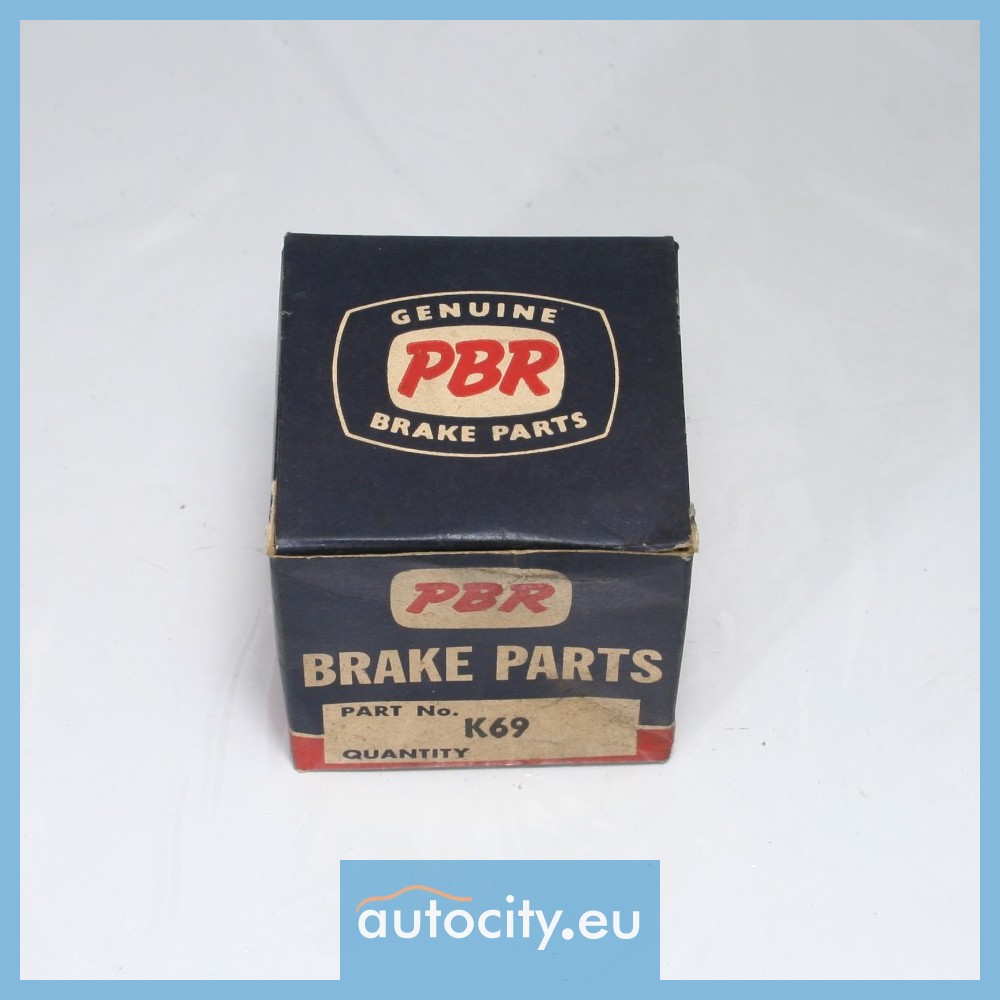 GENUINE
PBR
BRAKE PARTS
PBR
BRAKE PARTS
PART No.
K69
QUANTITY
autocity.eu